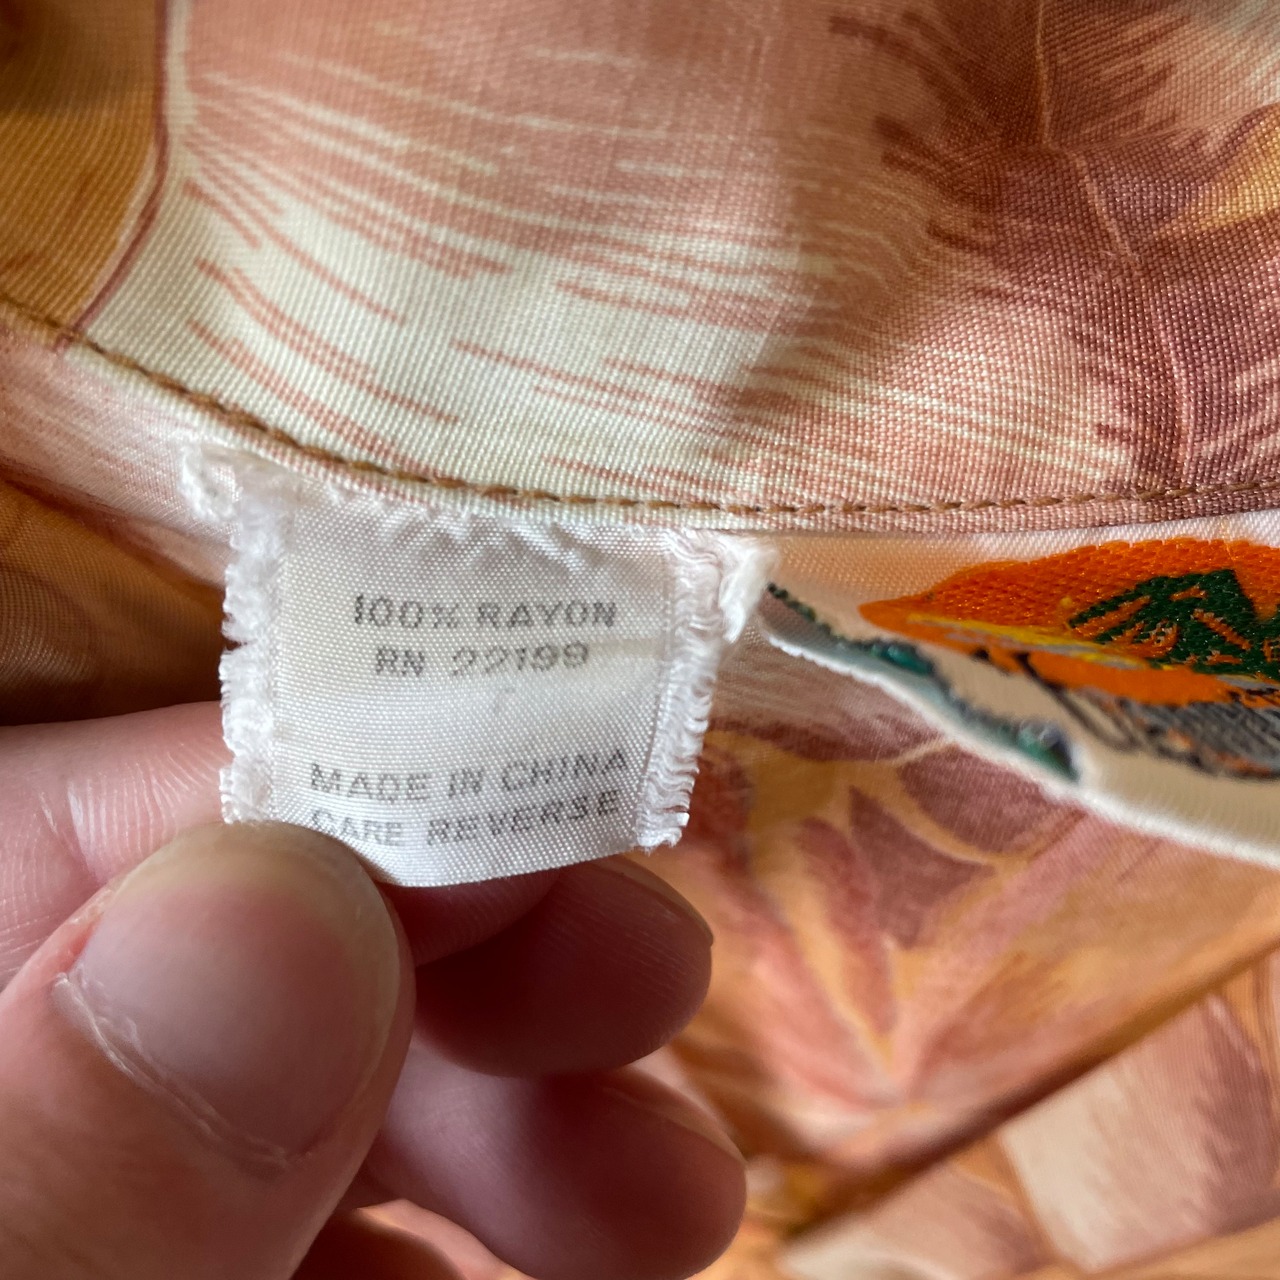 100% RAYON
RN 22199
MADE IN CHINA
CARE REVERSE